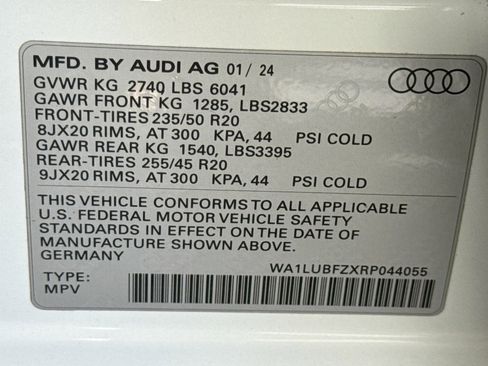 MFD. BY AUDI AG 01/ 24
GVWR KG 2740 LBS 6041
GAWR FRONT KG 1285, LBS2833
FRONT-TIRES 235/50 R20
8JX20 RIMS, AT 300 KPA, 44 PSI COLD
GAWR REAR KG 1540, LBS3395
REAR-TIRES 255/45 R20
9JX20 RIMS, AT 300 KPA, 44 PSI COLD
THIS VEHICLE CONFORMS TO ALL APPLICABLE
U.S. FEDERAL MOTOR VEHICLE SAFETY
STANDARDS IN EFFECT ON THE DATE OF
MANUFACTURE SHOWN ABOVE.
GERMANY
WA1LUBFZXRP044055
TYPE:
MPV